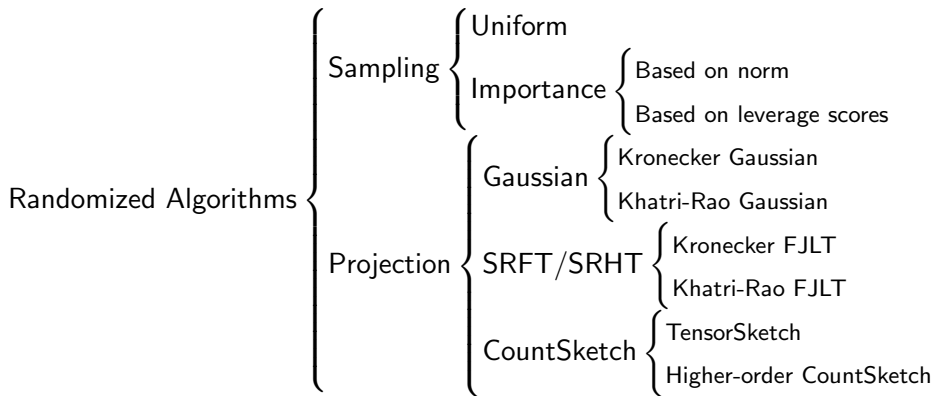 Randomized Algorithms
Sampling
Uniform
Importance
Based on norm
Based on leverage scores
Projection
Gaussian
Kronecker Gaussian
Khatri-Rao Gaussian
SRFT/SRHT
Kronecker FJLT
Khatri-Rao FJLT
CountSketch
TensorSketch
Higher-order CountSketch